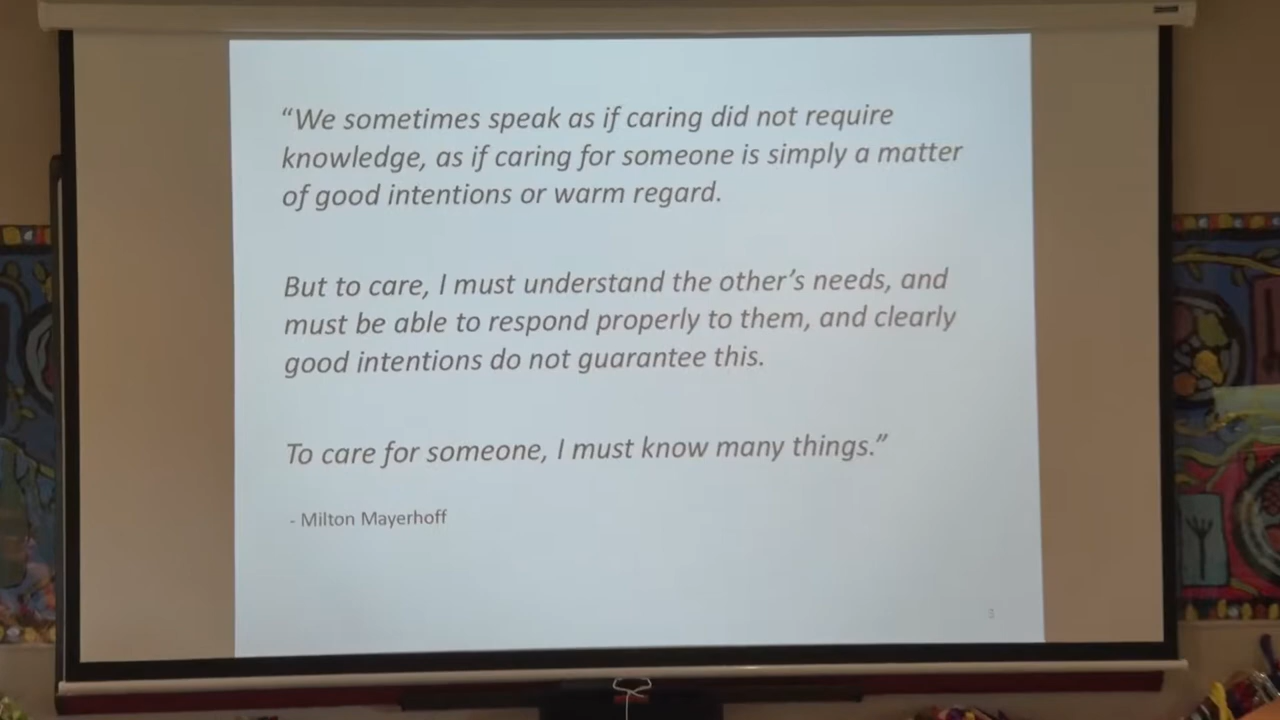 “We sometimes speak as if caring did not require
knowledge, as if caring for someone is simply a matter
of good intentions or warm regard.
But to care, I must understand the other’s needs, and
must be able to respond properly to them, and clearly
good intentions do not guarantee this.
To care for someone, I must know many things.”
- Milton Mayerhoff
3